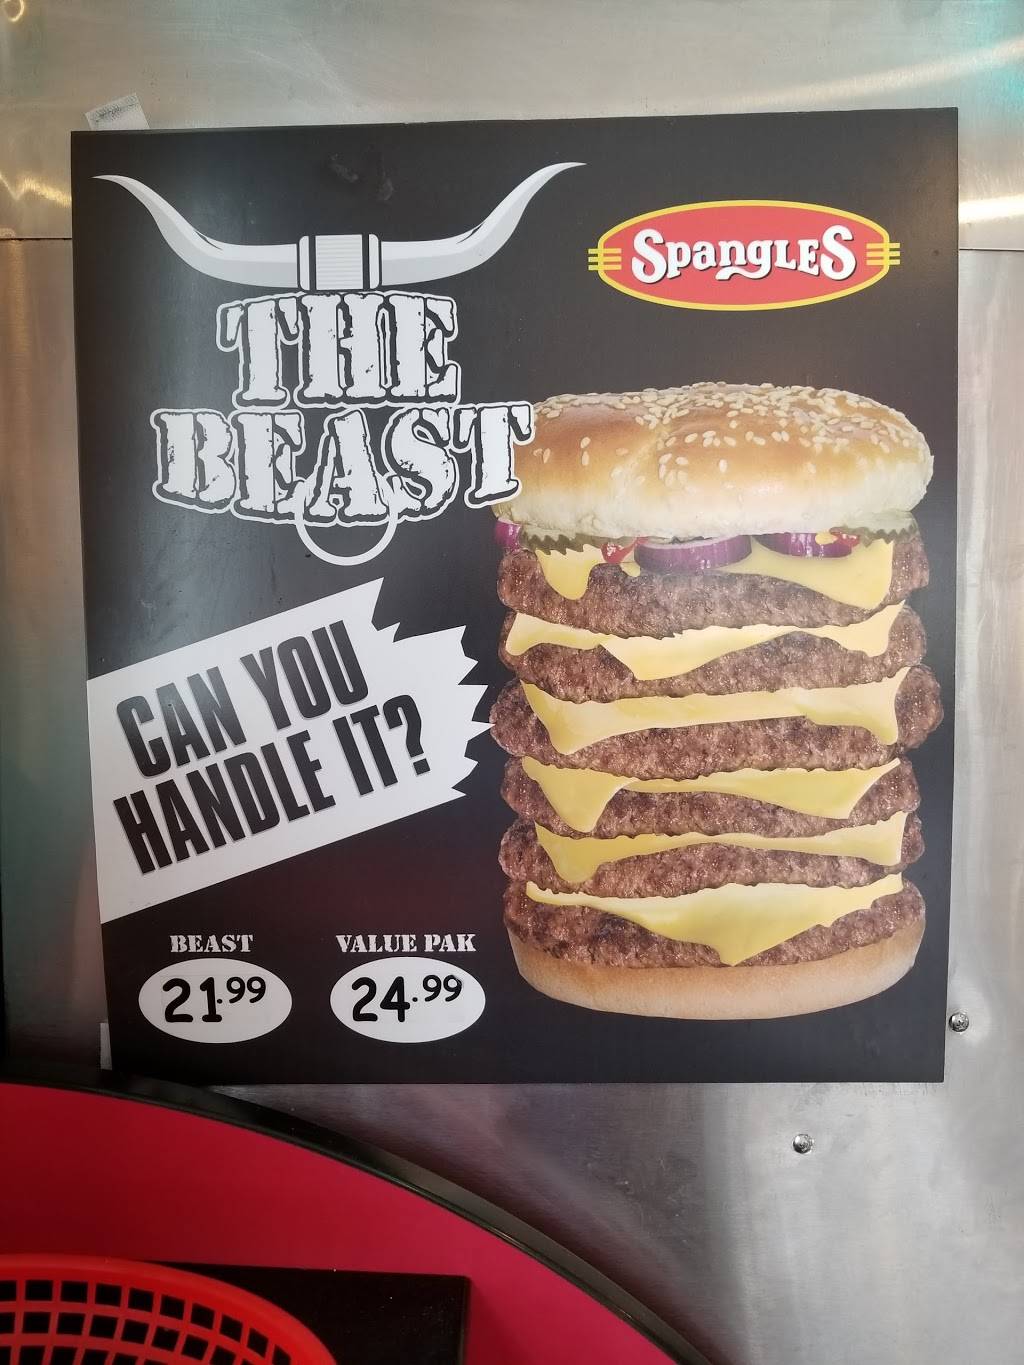 THE
BEAST
SpangleS
CAN YOU
HANDLE IT?
BEAST
21.99
VALUE PAK
24.99